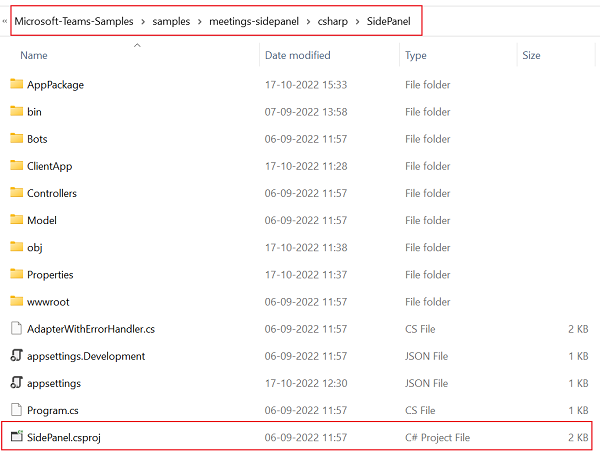 « Microsoft-Teams-Samples › samples › meetings-sidepanel › csharp › SidePanel
Name Date modified Type Size
AppPackage 17-10-2022 15:33 File folder
bin 07-09-2022 13:58 File folder
Bots 06-09-2022 11:57 File folder
ClientApp 17-10-2022 11:28 File folder
Controllers 06-09-2022 11:57 File folder
Model 06-09-2022 11:57 File folder
obj 17-10-2022 11:38 File folder
Properties 17-10-2022 11:37 File folder
wwwroot 06-09-2022 11:57 File folder
AdapterWithErrorHandler.cs 06-09-2022 11:57 CS File 2 KB
appsettings.Development 06-09-2022 11:57 JSON File 1 KB
appsettings 17-10-2022 12:30 JSON File 1 KB
Program.cs 06-09-2022 11:57 CS File 1 KB
SidePanel.csproj 06-09-2022 11:57 C# Project File 2 KB